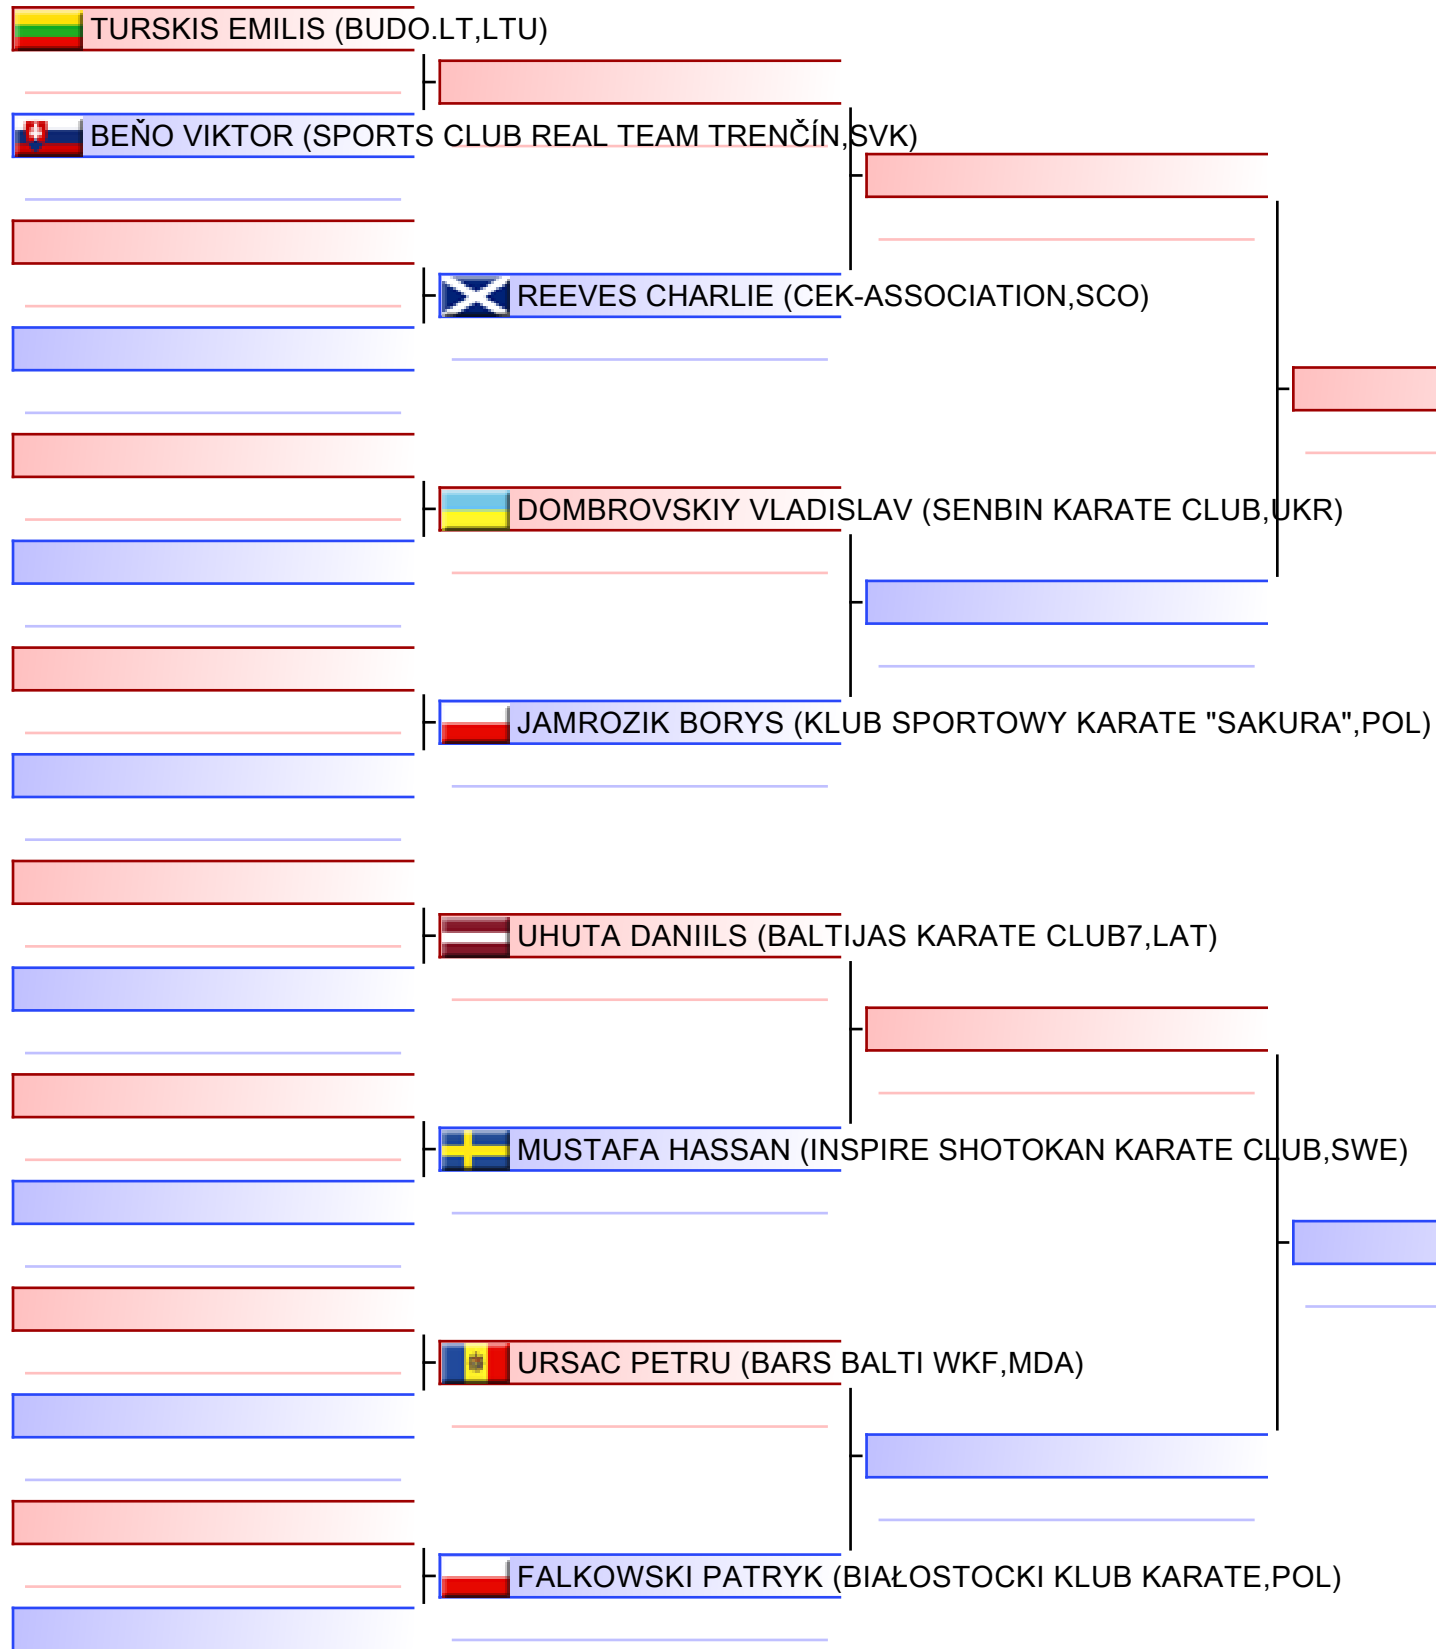 TURSKIS EMILIS (BUDO.LT,LTU)
BEŇO VIKTOR (SPORTS CLUB REAL TEAM TRENČÍN,SVK)
REEVES CHARLIE (CEK-ASSOCIATION,SCO)
DOMBROVSKIY VLADISLAV (SENBIN KARATE CLUB,UKR)
JAMROZIK BORYS (KLUB SPORTOWY KARATE "SAKURA",POL)
UHUTA DANIILS (BALTIJAS KARATE CLUB7,LAT)
MUSTAFA HASSAN (INSPIRE SHOTOKAN KARATE CLUB,SWE)
URSAC PETRU (BARS BALTI WKF,MDA)
FALKOWSKI PATRYK (BIAŁOSTOCKI KLUB KARATE,POL)